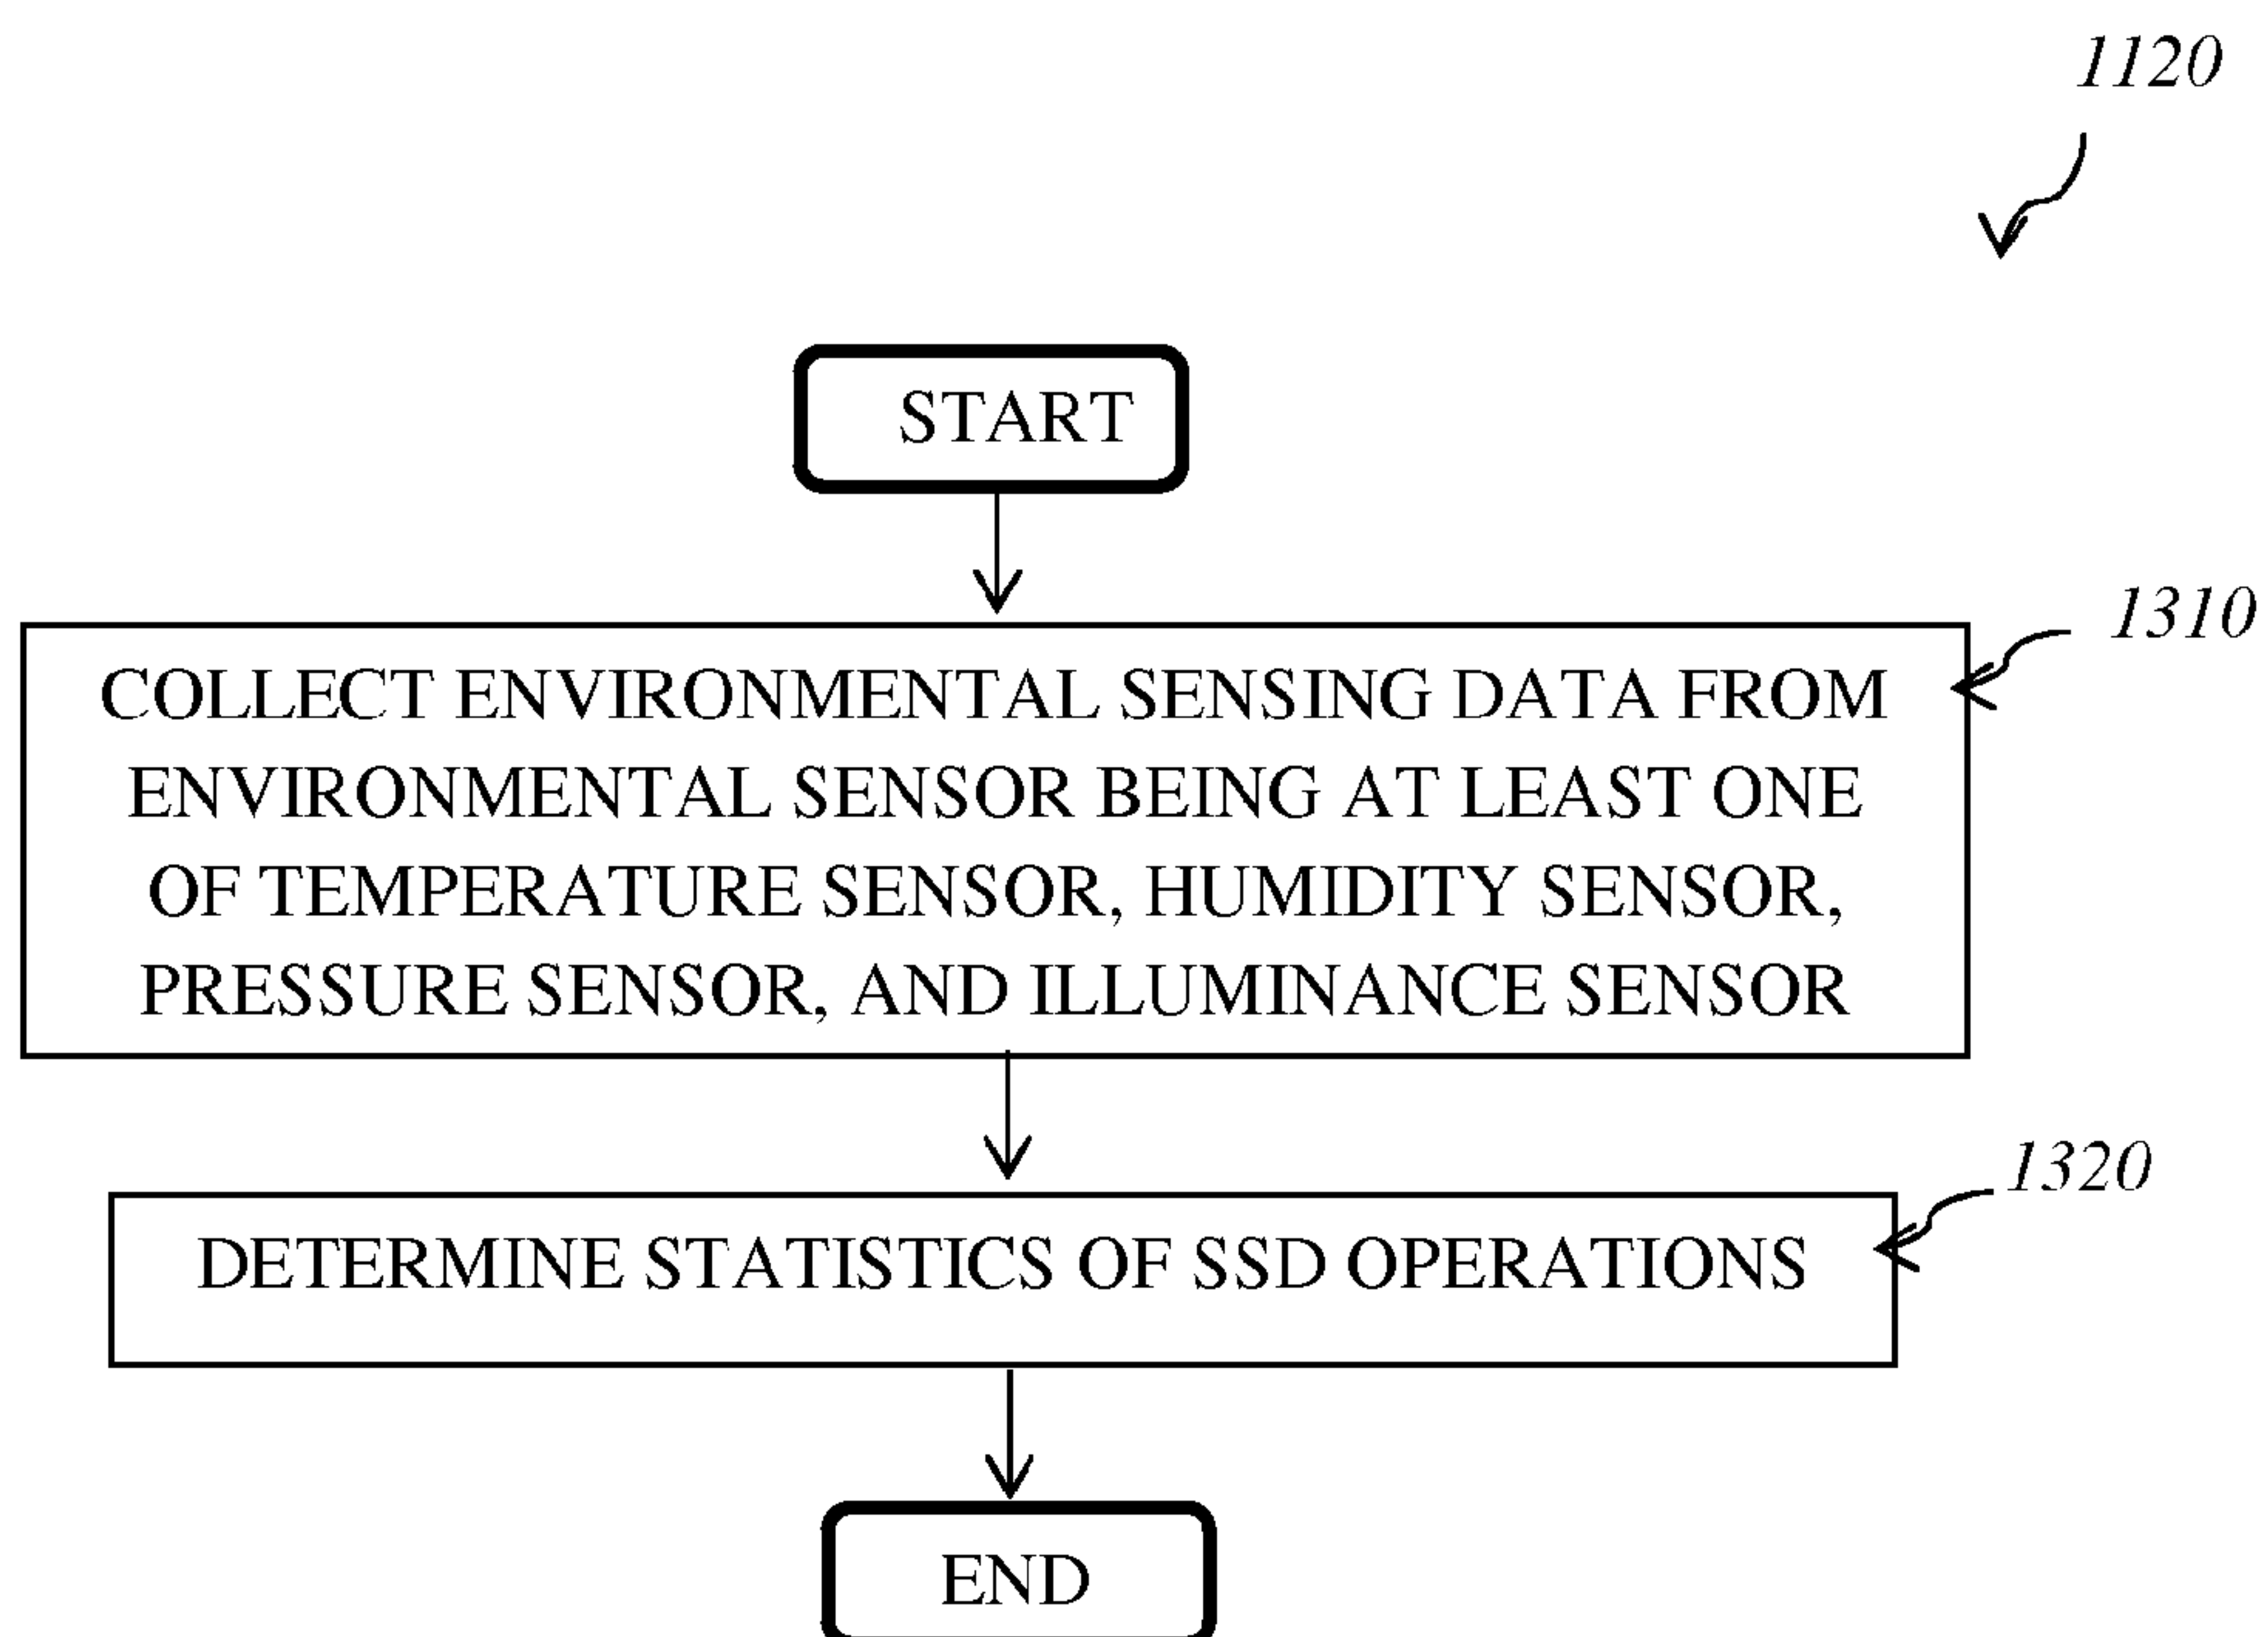 1120
START
1310
COLLECT ENVIRONMENTAL SENSING DATA FROM
ENVIRONMENTAL SENSOR BEING AT LEAST ONE
OF TEMPERATURE SENSOR, HUMIDITY SENSOR,
PRESSURE SENSOR, AND ILLUMINANCE SENSOR
1320
DETERMINE STATISTICS OF SSD OPERATIONS
END